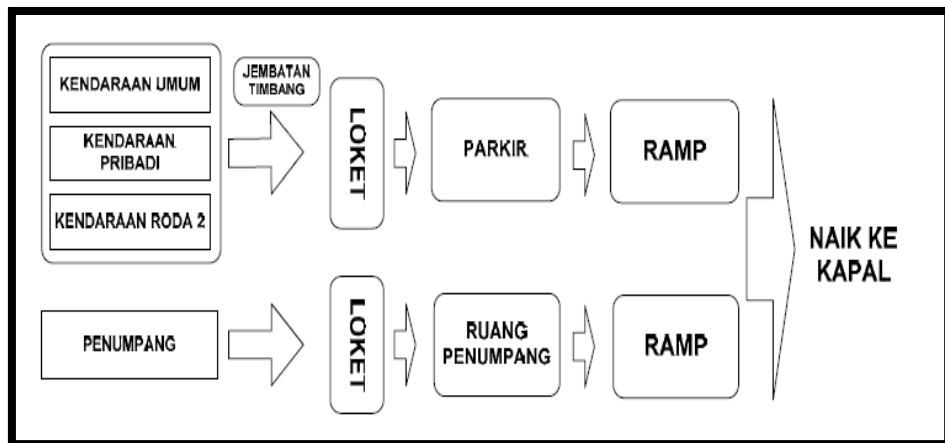 KENDARAAN UMUM
KENDARAAN
PRIBADI
KENDARAAN RODA 2
JEMBATAN
TIMBANG
LOKET
PARKIR
RAMP
PENUMPANG
LOKET
RUANG
PENUMPANG
RAMP
NAIK KE
KAPAL